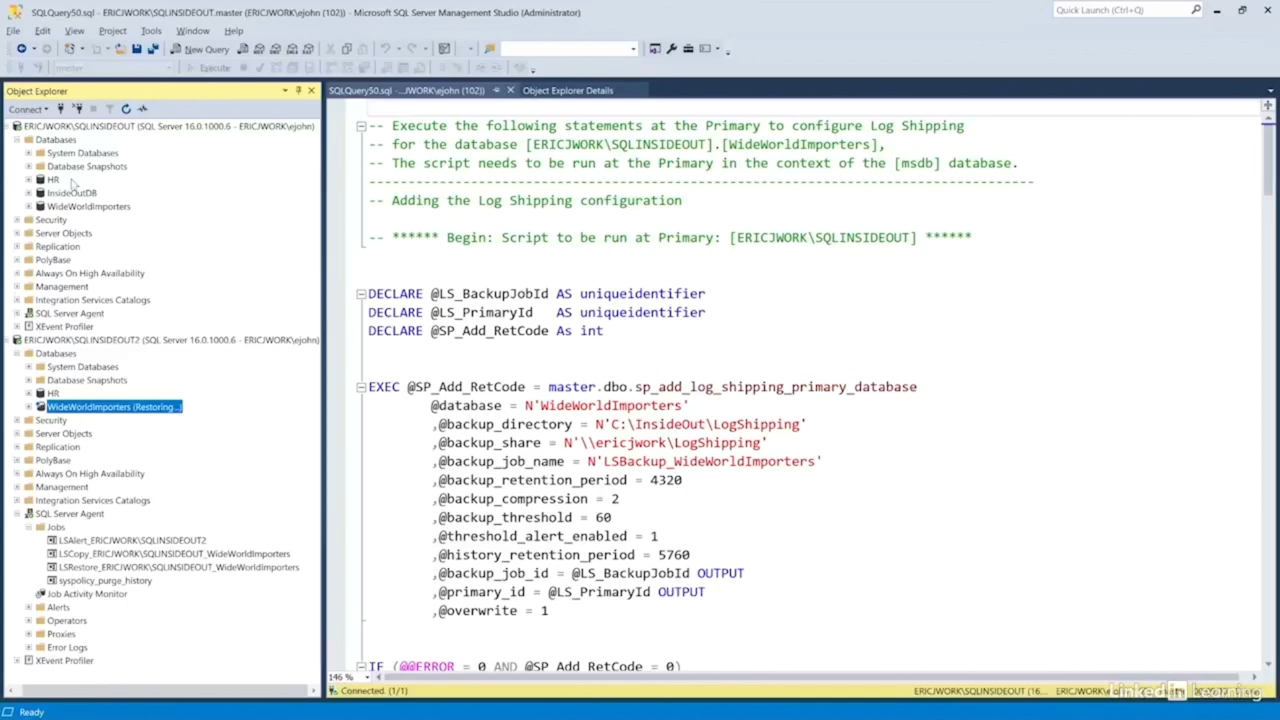 SQLQuery50.sql - ERICJWORK\SQLINSIDEOUT.master (ERICJWORK\ejohn (102)) - Microsoft SQL Server Management Studio (Administrator)
Quick Launch (Ctrl+Q)
File Edit View Project Tools Window Help
New Query
master Execute
Object Explorer
SQLQuery50.sql -...JWORK\ejohn (102)) Object Explorer Details
Connect
ERICJWORK\SQLINSIDEOUT (SQL Server 16.0.1000.6 - ERICJWORK\ejohn)
Databases
System Databases
Database Snapshots
HR
InsideOutDB
WideWorldImporters
Security
Server Objects
Replication
PolyBase
Always On High Availability
Management
Integration Services Catalogs
SQL Server Agent
XEvent Profiler
ERICJWORK\SQLINSIDEOUT2 (SQL Server 16.0.1000.6 - ERICJWORK\ejohn)
Databases
System Databases
Database Snapshots
HR
WideWorldImporters (Restoring...)
Security
Server Objects
Replication
PolyBase
Always On High Availability
Management
Integration Services Catalogs
SQL Server Agent
Jobs
LSAlert_ERICJWORK\SQLINSIDEOUT2
LSCopy_ERICJWORK\SQLINSIDEOUT_WideWorldImporters
LSRestore_ERICJWORK\SQLINSIDEOUT_WideWorldImporters
syspolicy_purge_history
Job Activity Monitor
Alerts
Operators
Proxies
Error Logs
XEvent Profiler
-- Execute the following statements at the Primary to configure Log Shipping
-- for the database [ERICJWORK\SQLINSIDEOUT].[WideWorldImporters],
-- The script needs to be run at the Primary in the context of the [msdb] database.
-------------------------------------------------------------------------------------
-- Adding the Log Shipping configuration
-- ****** Begin: Script to be run at Primary: [ERICJWORK\SQLINSIDEOUT] ******
DECLARE @LS_BackupJobId AS uniqueidentifier
DECLARE @LS_PrimaryId AS uniqueidentifier
DECLARE @SP_Add_RetCode As int
EXEC @SP_Add_RetCode = master.dbo.sp_add_log_shipping_primary_database
@database = N'WideWorldImporters'
,@backup_directory = N'C:\InsideOut\LogShipping'
,@backup_share = N'\\ericjwork\LogShipping'
,@backup_job_name = N'LSBackup_WideWorldImporters'
,@backup_retention_period = 4320
,@backup_compression = 2
,@backup_threshold = 60
,@threshold_alert_enabled = 1
,@history_retention_period = 5760
,@backup_job_id = @LS_BackupJobId OUTPUT
,@primary_id = @LS_PrimaryId OUTPUT
,@overwrite = 1
IF (@@ERROR = 0 AND @SP_Add_RetCode = 0)
146 %
Connected. (1/1) ERICJWORK\SQLINSIDEOUT (16...
LinkedIn Learning
Ready